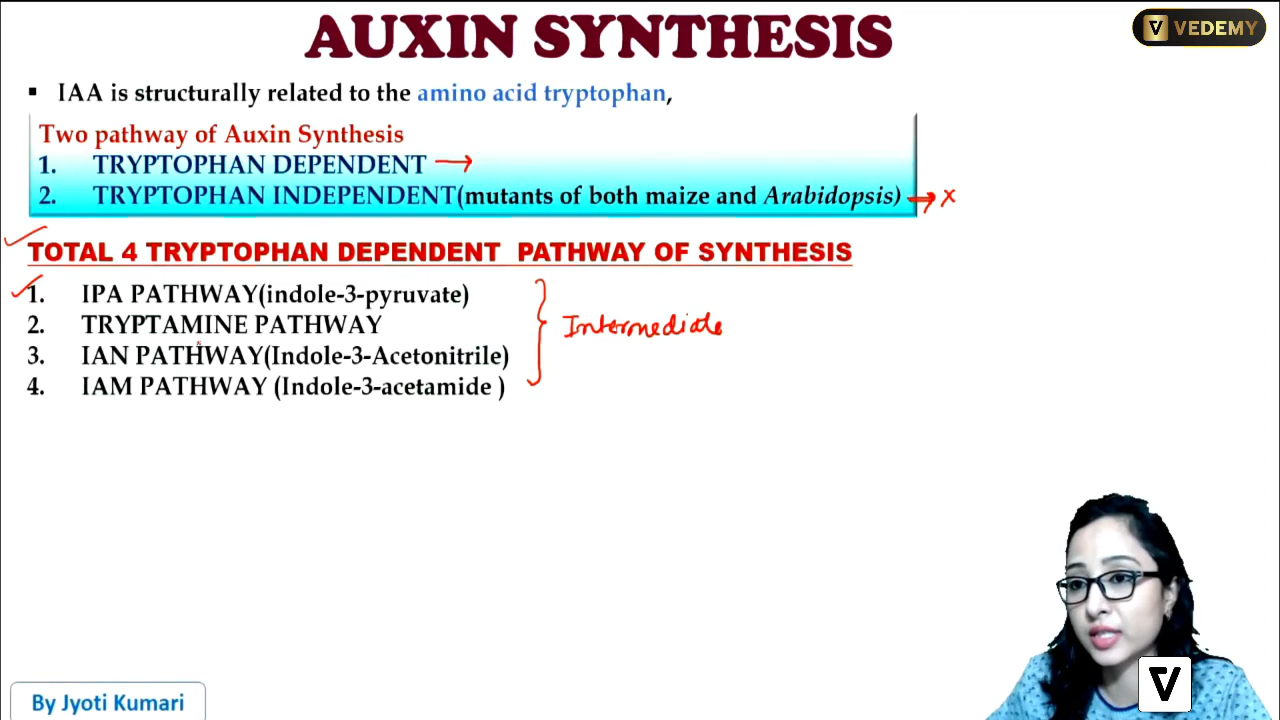 AUXIN SYNTHESIS
VEDEMY
▪ IAA is structurally related to the amino acid tryptophan,
Two pathway of Auxin Synthesis
1. TRYPTOPHAN DEPENDENT →
2. TRYPTOPHAN INDEPENDENT(mutants of both maize and Arabidopsis) → x
TOTAL 4 TRYPTOPHAN DEPENDENT PATHWAY OF SYNTHESIS
1. IPA PATHWAY(indole-3-pyruvate)
2. TRYPTAMINE PATHWAY
Intermediate
3. IAN PATHWAY(Indole-3-Acetonitrile)
4. IAM PATHWAY (Indole-3-acetamide )
By Jyoti Kumari